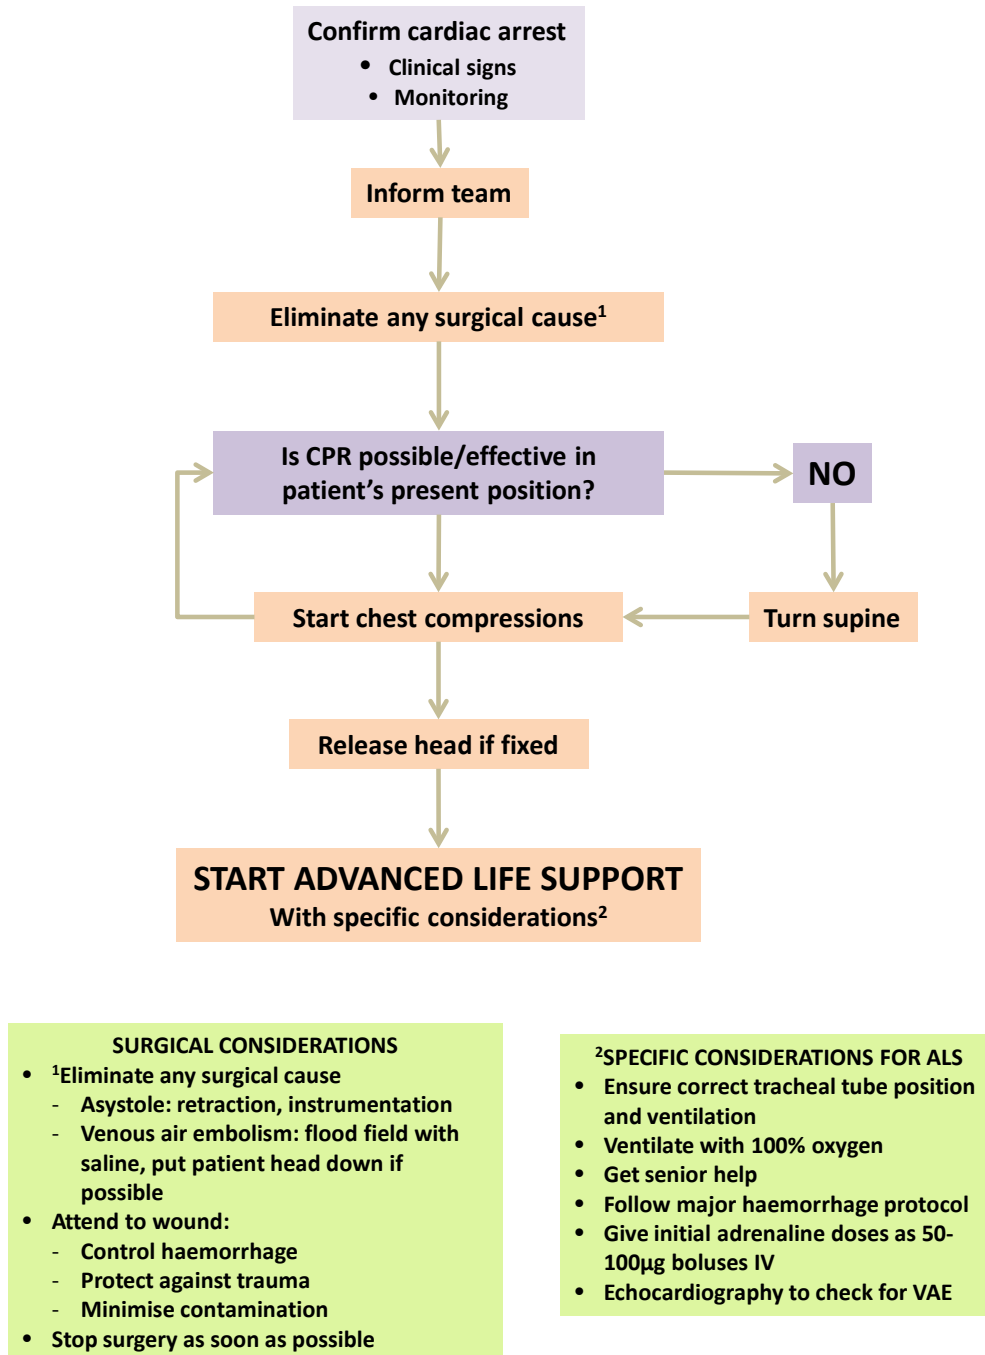 Confirm cardiac arrest
• Clinical signs
• Monitoring
Inform team
Eliminate any surgical cause¹
Is CPR possible/effective in
patient's present position?
NO
Start chest compressions
Turn supine
Release head if fixed
START ADVANCED LIFE SUPPORT
With specific considerations²
SURGICAL CONSIDERATIONS
• ¹Eliminate any surgical cause
- Asystole: retraction, instrumentation
- Venous air embolism: flood field with
saline, put patient head down if
possible
• Attend to wound:
- Control haemorrhage
- Protect against trauma
- Minimise contamination
• Stop surgery as soon as possible
²SPECIFIC CONSIDERATIONS FOR ALS
• Ensure correct tracheal tube position
and ventilation
• Ventilate with 100% oxygen
• Get senior help
• Follow major haemorrhage protocol
• Give initial adrenaline doses as 50-
100µg boluses IV
• Echocardiography to check for VAE